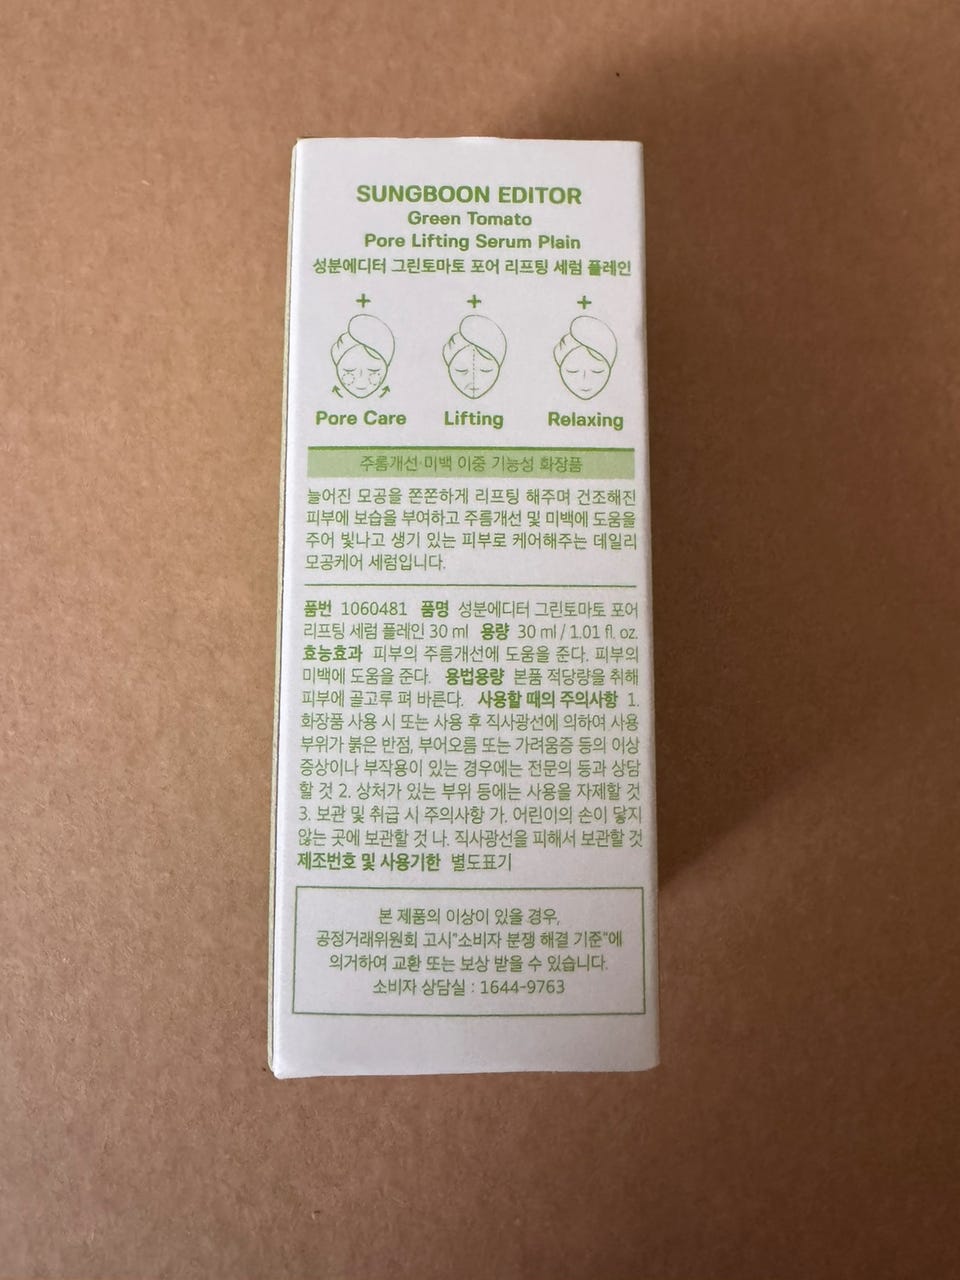 SUNGBOON EDITOR
Green Tomato
Pore Lifting Serum Plain
성분에디터 그린토마토 포어 리프팅 세럼 플레인
+ + +
Pore Care Lifting Relaxing
주름개선·미백 이중 기능성 화장품
늘어진 모공을 쫀쫀하게 리프팅 해주며 건조해진
피부에 보습을 부여하고 주름개선 및 미백에 도움을
주어 빛나고 생기 있는 피부로 케어해주는 데일리
모공케어 세럼입니다.
품번 1060481 품명 성분에디터 그린토마토 포어
리프팅 세럼 플레인 30 ml 용량 30 ml / 1.01 fl. oz.
효능효과 피부의 주름개선에 도움을 준다. 피부의
미백에 도움을 준다. 용법용량 본품 적당량을 취해
피부에 골고루 펴 바른다. 사용할 때의 주의사항 1.
화장품 사용 시 또는 사용 후 직사광선에 의하여 사용
부위가 붉은 반점, 부어오름 또는 가려움증 등의 이상
증상이나 부작용이 있는 경우에는 전문의 등과 상담
할 것 2. 상처가 있는 부위 등에는 사용을 자제할 것
3. 보관 및 취급 시 주의사항 가. 어린이의 손이 닿지
않는 곳에 보관할 것 나. 직사광선을 피해서 보관할 것
제조번호 및 사용기한 별도표기
본 제품의 이상이 있을 경우,
공정거래위원회 고시"소비자 분쟁 해결 기준"에
의거하여 교환 또는 보상 받을 수 있습니다.
소비자 상담실 : 1644-9763